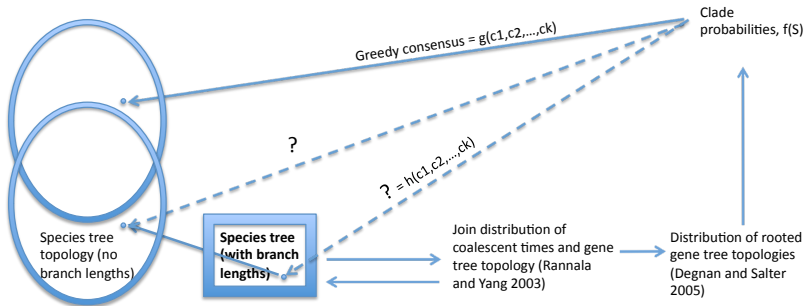 Clade
probabilities, f(S)
Greedy consensus = g(c1,c2,...,ck)
?
? = h(c1,c2,...,ck)
Species tree
topology (no
branch lengths)
Species tree
(with branch
lengths)
Join distribution of
coalescent times and gene
tree topology (Rannala
and Yang 2003)
Distribution of rooted
gene tree topologies
(Degnan and Salter
2005)